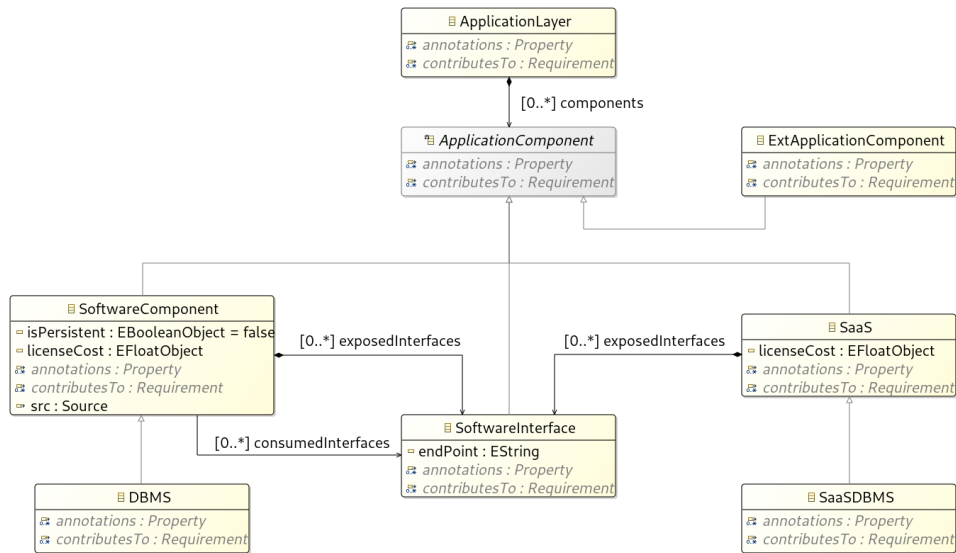 ApplicationLayer
annotations : Property
contributesTo : Requirement
[0..*] components
ApplicationComponent
annotations : Property
contributesTo : Requirement
ExtApplicationComponent
annotations : Property
contributesTo : Requirement
SoftwareComponent
isPersistent : EBooleanObject = false
licenseCost : EFloatObject
annotations : Property
contributesTo : Requirement
src : Source
[0..*] exposedInterfaces
[0..*] exposedInterfaces
SaaS
licenseCost : EFloatObject
annotations : Property
contributesTo : Requirement
[0..*] consumedInterfaces
SoftwareInterface
endPoint : EString
annotations : Property
contributesTo : Requirement
DBMS
annotations : Property
contributesTo : Requirement
SaaSDBMS
annotations : Property
contributesTo : Requirement